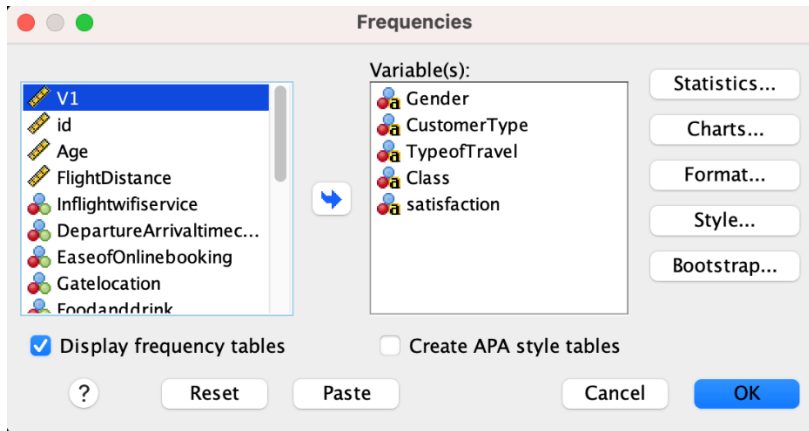 Frequencies
V1
id
Age
FlightDistance
Inflightwifiservice
DepartureArrivaltimec...
EaseofOnlinebooking
Gatelocation
Foodanddrink
Variable(s):
Gender
CustomerType
TypeofTravel
Class
satisfaction
Statistics...
Charts...
Format...
Style...
Bootstrap...
Display frequency tables
Create APA style tables
?
Reset
Paste
Cancel
OK